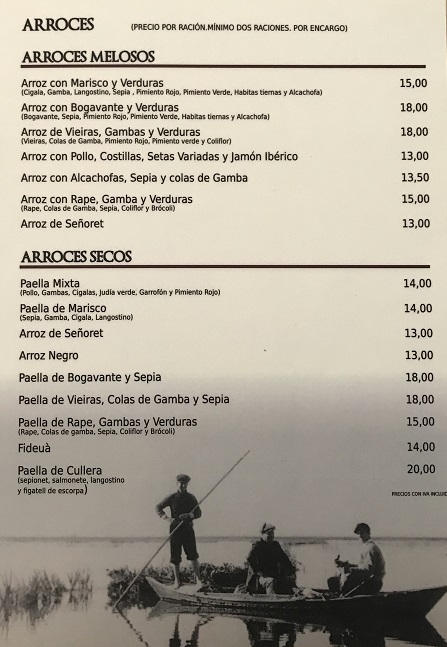 ARROCES (PRECIO POR RACIÓN.MÍNIMO DOS RACIONES. POR ENCARGO)
ARROCES MELOSOS
Arroz con Marisco y Verduras 15,00
(Cigala, Gamba, Langostino, Sepia , Pimiento Rojo, Pimiento Verde, Habitas tiernas y Alcachofa)
Arroz con Bogavante y Verduras 18,00
(Bogavante, Sepia, Pimiento Rojo, Pimiento Verde, Habitas tiernas y Alcachofa)
Arroz de Vieiras, Gambas y Verduras 18,00
(Vieiras, Colas de Gamba, Pimiento Rojo, Pimiento verde y Coliflor)
Arroz con Pollo, Costillas, Setas Variadas y Jamón Ibérico 13,00
Arroz con Alcachofas, Sepia y colas de Gamba 13,50
Arroz con Rape, Gamba y Verduras 15,00
(Rape, Colas de Gamba, Sepia, Coliflor y Brócoli)
Arroz de Señoret 13,00
ARROCES SECOS
Paella Mixta 14,00
(Pollo, Gambas, Cigalas, Judía verde, Garrofón y Pimiento Rojo)
Paella de Marisco 14,00
(Sepia, Gamba, Cigala, Langostino)
Arroz de Señoret 13,00
Arroz Negro 13,00
Paella de Bogavante y Sepia 18,00
Paella de Vieiras, Colas de Gamba y Sepia 18,00
Paella de Rape, Gambas y Verduras 15,00
(Rape, Colas de gamba, Sepia, Coliflor y Brócoli)
Fideuà 14,00
Paella de Cullera 20,00
(sepionet, salmonete, langostino
y figatell de escorpa)
PRECIOS CON IVA INCLUID